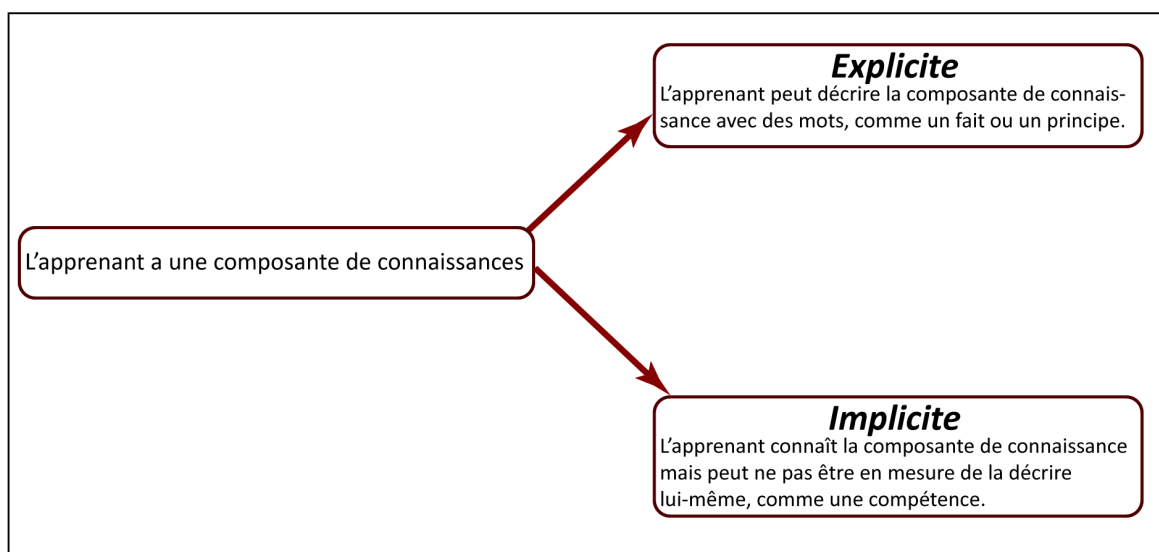 Explicite
L’apprenant peut décrire la composante de connais-
sance avec des mots, comme un fait ou un principe.
L’apprenant a une composante de connaissances
Implicite
L’apprenant connaît la composante de connaissance
mais peut ne pas être en mesure de la décrire
lui-même, comme une compétence.